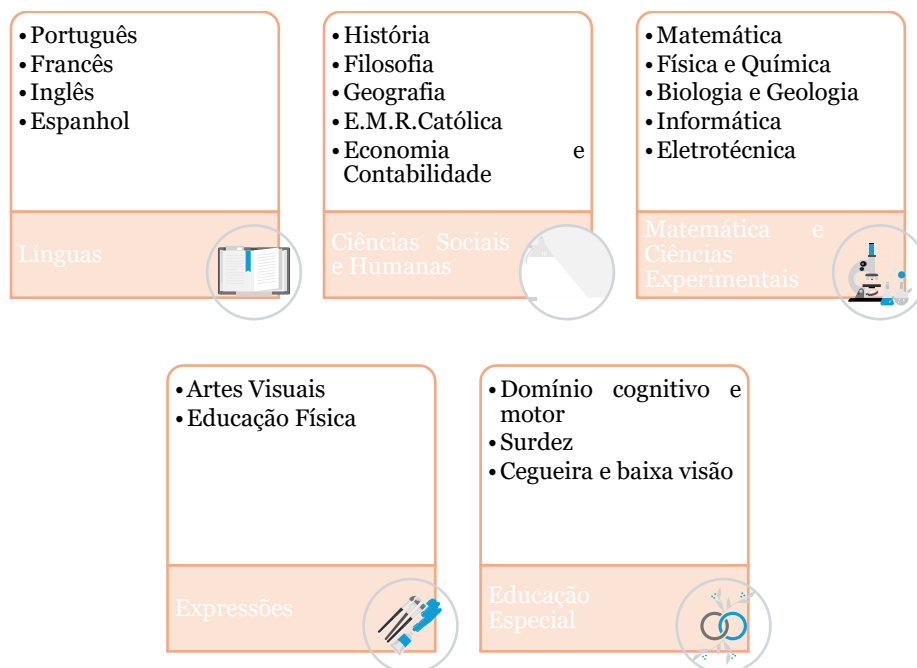 •Português
•Francês
•Inglês
•Espanhol
Línguas
•História
•Filosofia
•Geografia
•E.M.R.Católica
•Economia e
Contabilidade
Ciências Sociais
e Humanas
•Matemática
•Física e Química
•Biologia e Geologia
•Informática
•Eletrotécnica
Matemática e
Ciências
Experimentais
•Artes Visuais
•Educação Física
Expressões
•Domínio cognitivo e
motor
•Surdez
•Cegueira e baixa visão
Educação
Especial